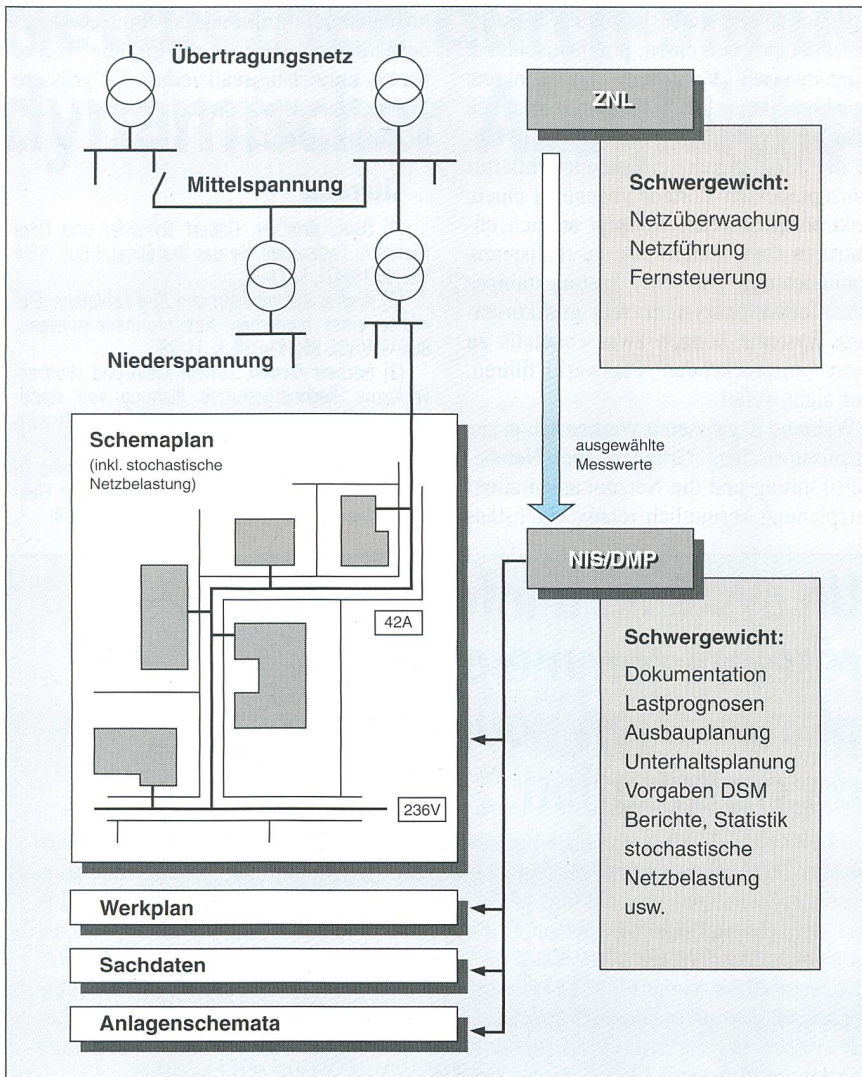 Übertragungsnetz
Mittelspannung
Niederspannung
Schemaplan
(inkl. stochastische
Netzbelastung)
42A
236V
Werkplan
Sachdaten
Anlagenschemata
ZNL
Schwergewicht:
Netzüberwachung
Netzführung
Fernsteuerung
ausgewählte
Messwerte
NIS/DMP
Schwergewicht:
Dokumentation
Lastprognosen
Ausbauplanung
Unterhaltsplanung
Vorgaben DSM
Berichte, Statistik
stochastische
Netzbelastung
usw.